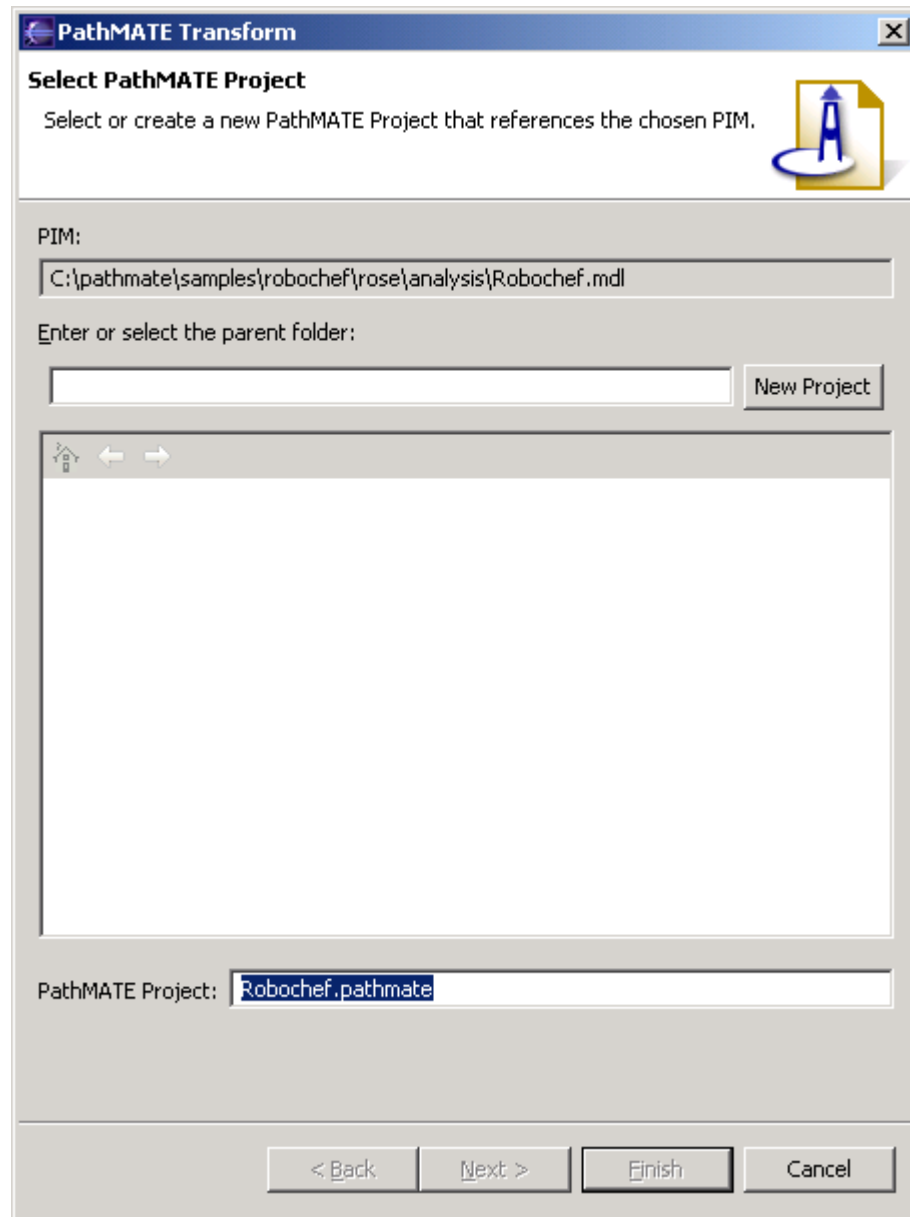 PathMATE Transform
Select PathMATE Project
Select or create a new PathMATE Project that references the chosen PIM.
PIM:
C:\pathmate\samples\robochef\rose\analysis\Robochef.mdl
Enter or select the parent folder:
New Project
PathMATE Project: Robochef.pathmate
< Back Next > Finish Cancel